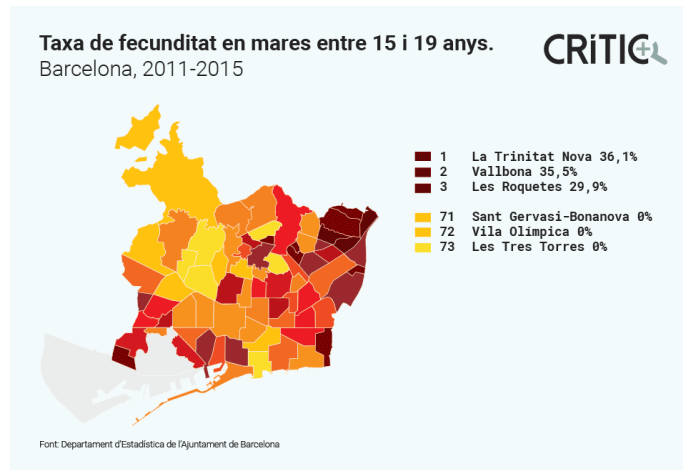 Taxa de fecunditat en mares entre 15 i 19 anys.
Barcelona, 2011-2015
CRÍTIC+
1 La Trinitat Nova 36,1%
2 Vallbona 35,5%
3 Les Roquetes 29,9%
71 Sant Gervasi-Bonanova 0%
72 Vila Olímpica 0%
73 Les Tres Torres 0%
Font: Departament d'Estadística de l'Ajuntament de Barcelona